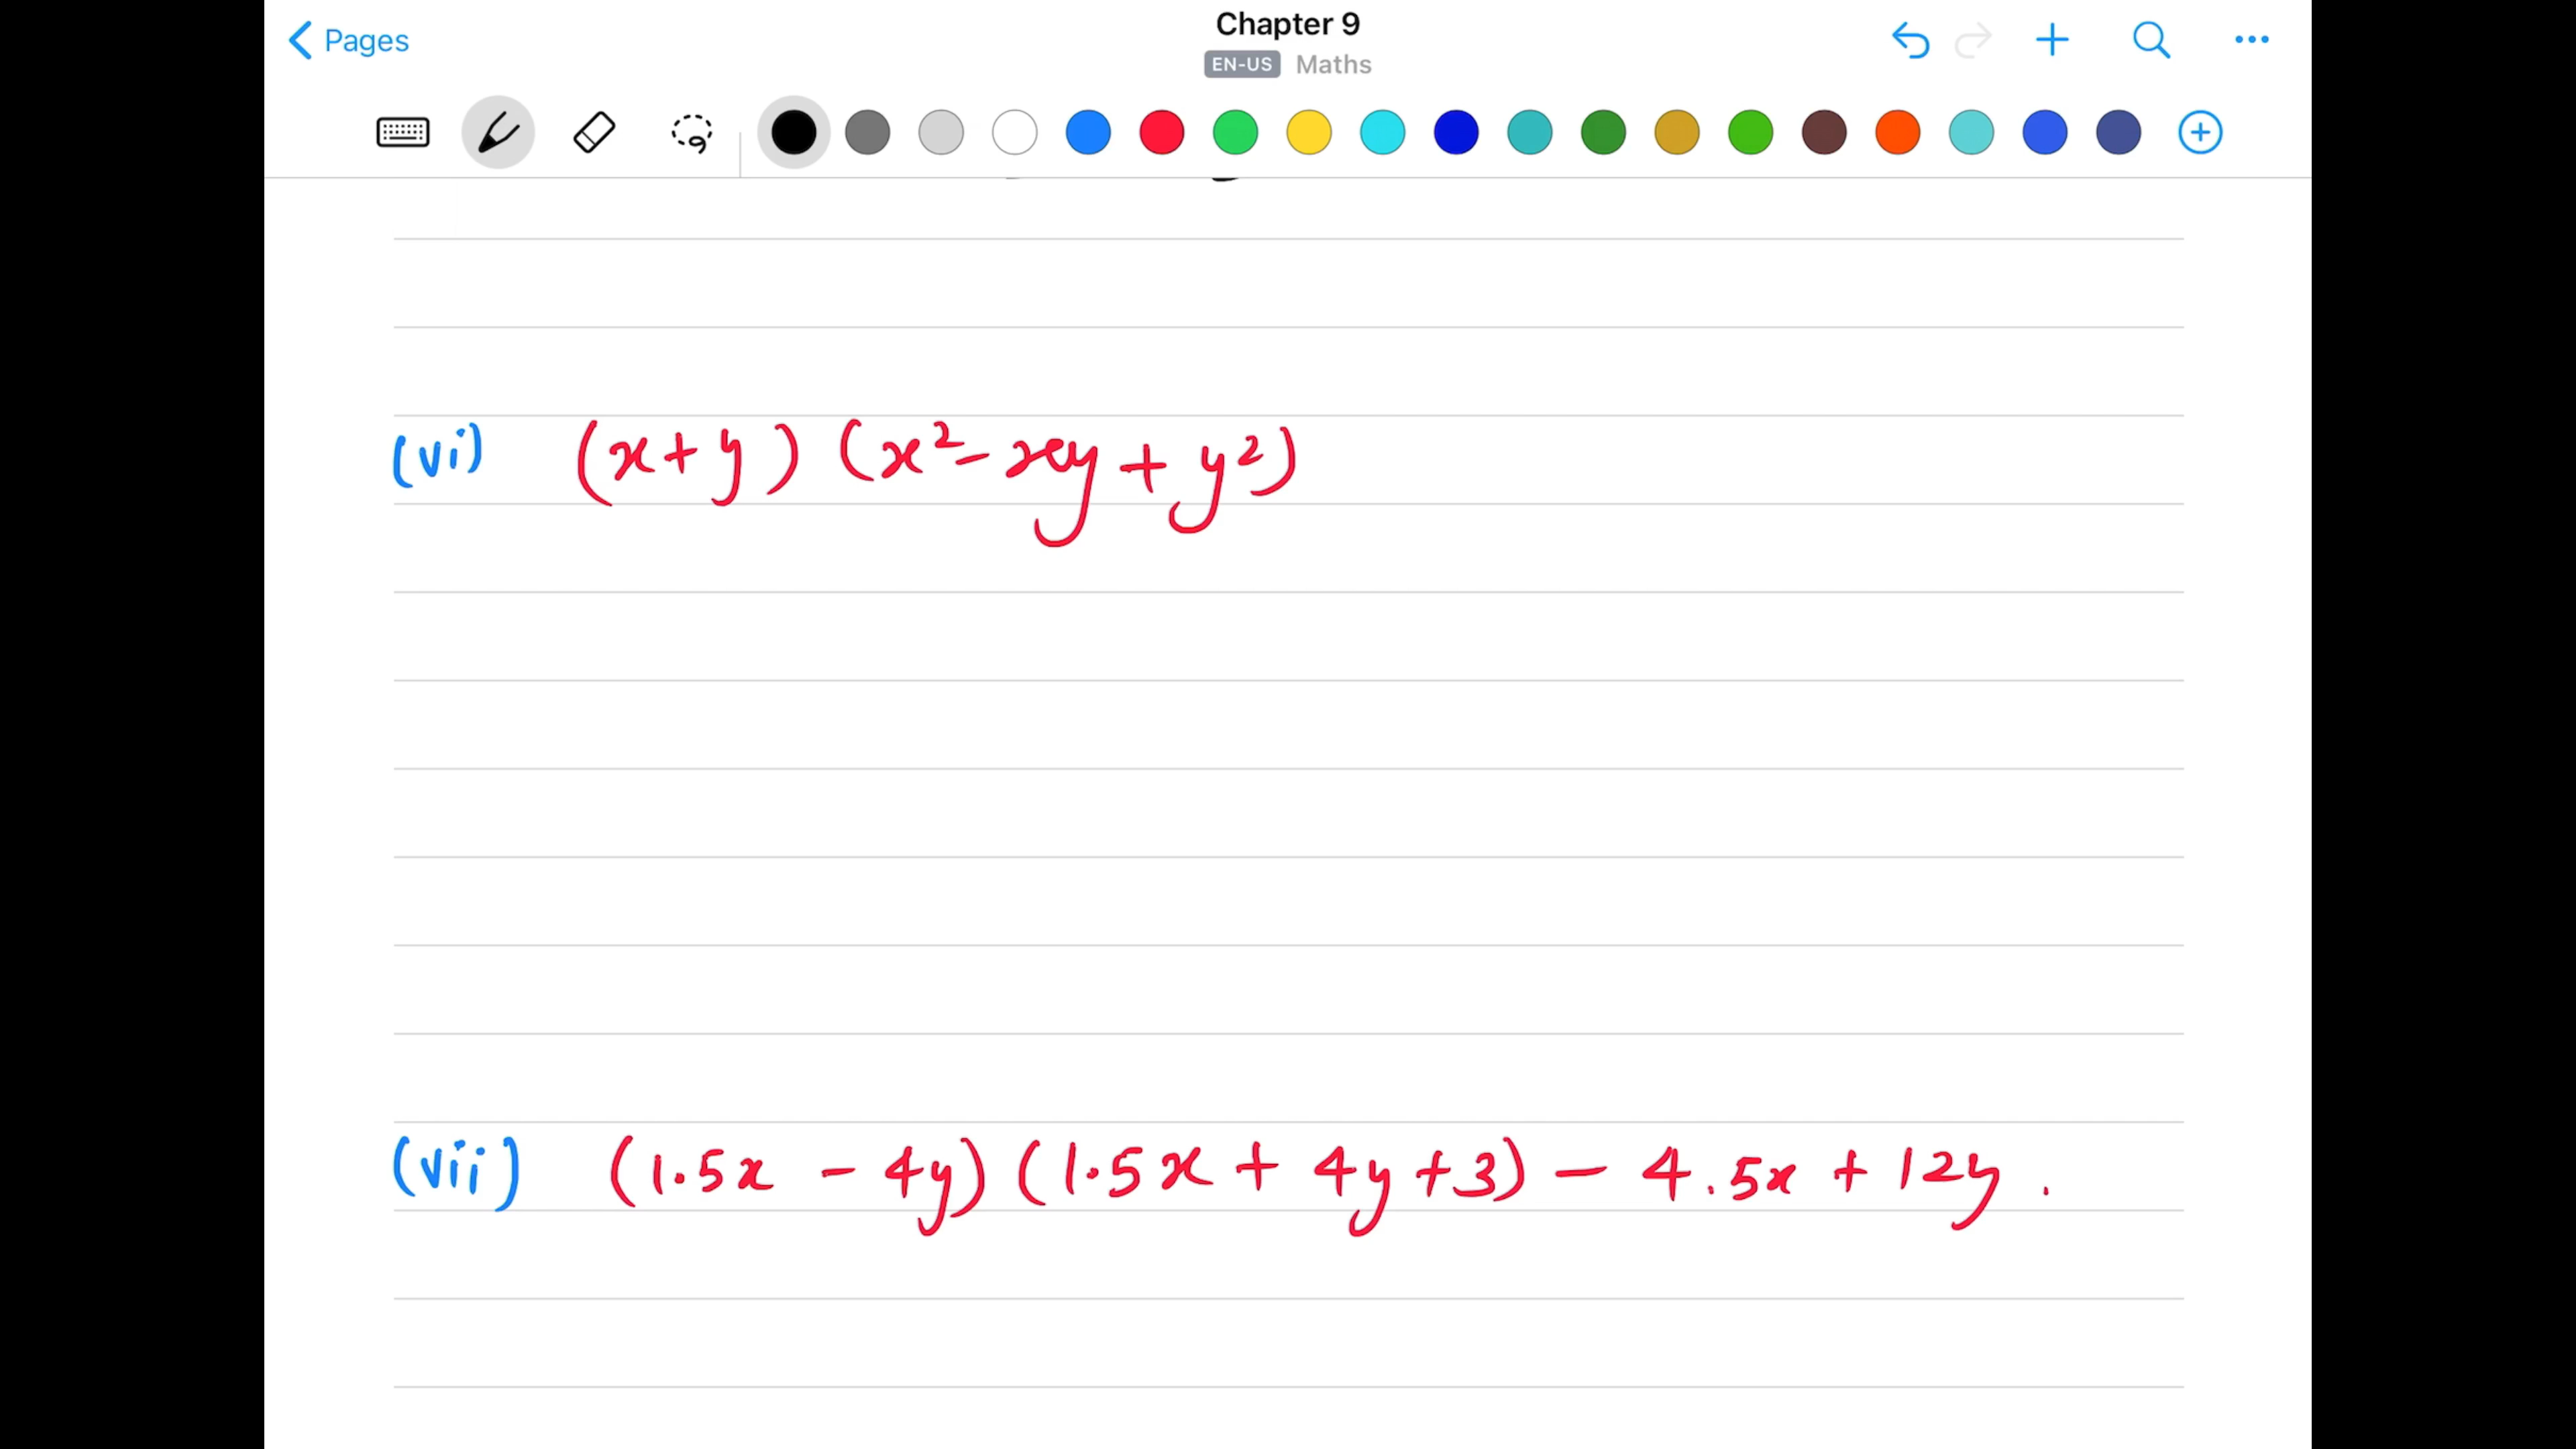 Pages
Chapter 9
EN-US Maths
(vi) (x+y) (x²-xy+y²)
(vii) (1.5x - 4y) (1.5x + 4y +3) - 4.5x + 12y .